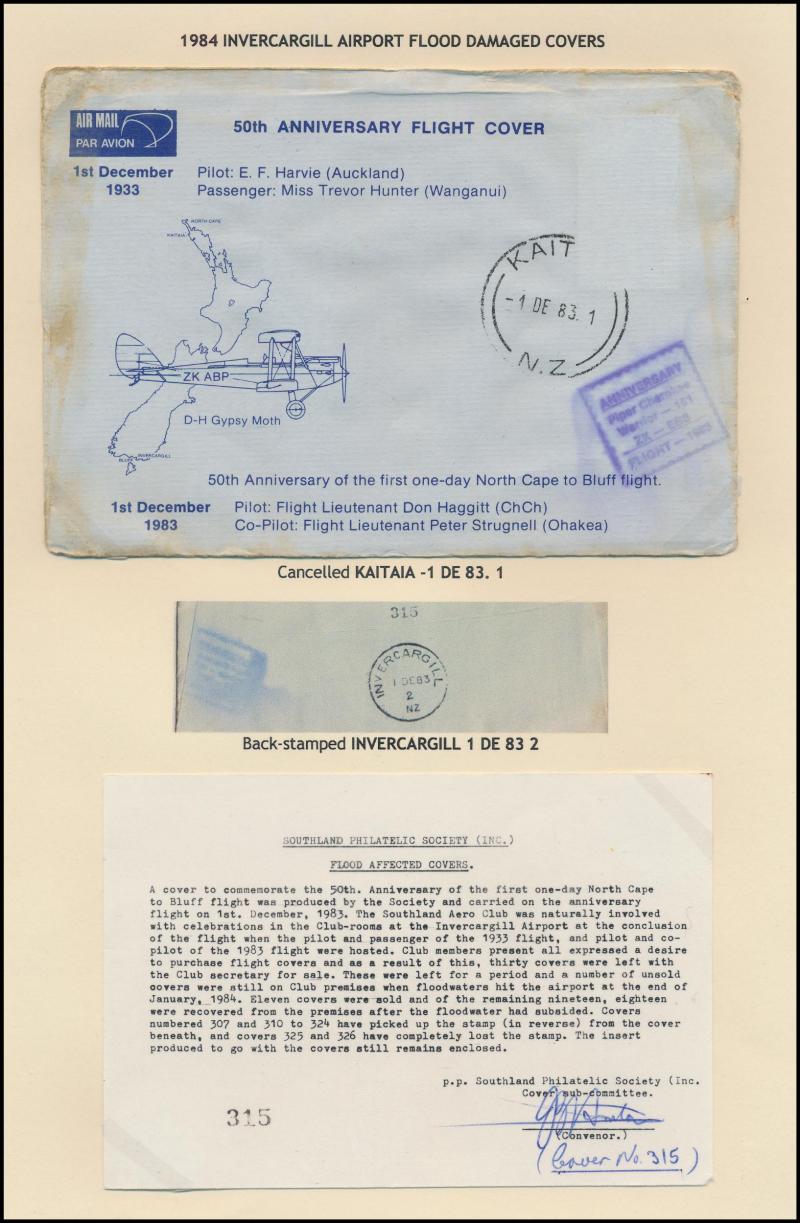 1984 INVERCARGILL AIRPORT FLOOD DAMAGED COVERS
AIR MAIL
PAR AVION
50th ANNIVERSARY FLIGHT COVER
1st December
1933
Pilot: E. F. Harvie (Auckland)
Passenger: Miss Trevor Hunter (Wanganui)
NORTH CAPE
KAITAIA
KAIT
-1 DE 83. 1
N.Z
ZK ABP
D-H Gypsy Moth
BLUFF
INVERCARGILL
ANNIVERSARY
Piper Cherokee
Warrior - 161
ZK -
FLIGHT - 1983
50th Anniversary of the first one-day North Cape to Bluff flight.
1st December
1983
Pilot: Flight Lieutenant Don Haggitt (ChCh)
Co-Pilot: Flight Lieutenant Peter Strugnell (Ohakea)
Cancelled KAITAIA -1 DE 83. 1
315
INVERCARGILL
1 DE 83
2
NZ
Back-stamped INVERCARGILL 1 DE 83 2
SOUTHLAND PHILATELIC SOCIETY (INC.)
FLOOD AFFECTED COVERS.
A cover to commemorate the 50th. Anniversary of the first one-day North Cape
to Bluff flight was produced by the Society and carried on the anniversary
flight on 1st. December, 1983. The Southland Aero Club was naturally involved
with celebrations in the Club-rooms at the Invercargill Airport at the conclusion
of the flight when the pilot and passenger of the 1933 flight, and pilot and co-
pilot of the 1983 flight were hosted. Club members present all expressed a desire
to purchase flight covers and as a result of this, thirty covers were left with
the Club secretary for sale. These were left for a period and a number of unsold
covers were still on Club premises when floodwaters hit the airport at the end of
January, 1984. Eleven covers were sold and of the remaining nineteen, eighteen
were recovered from the premises after the floodwater had subsided. Covers
numbered 307 and 310 to 324 have picked up the stamp (in reverse) from the cover
beneath, and covers 325 and 326 have completely lost the stamp. The insert
produced to go with the covers still remains enclosed.
p.p. Southland Philatelic Society (Inc.
Cover sub-committee.
315
(Convenor.)
(Cover No. 315)